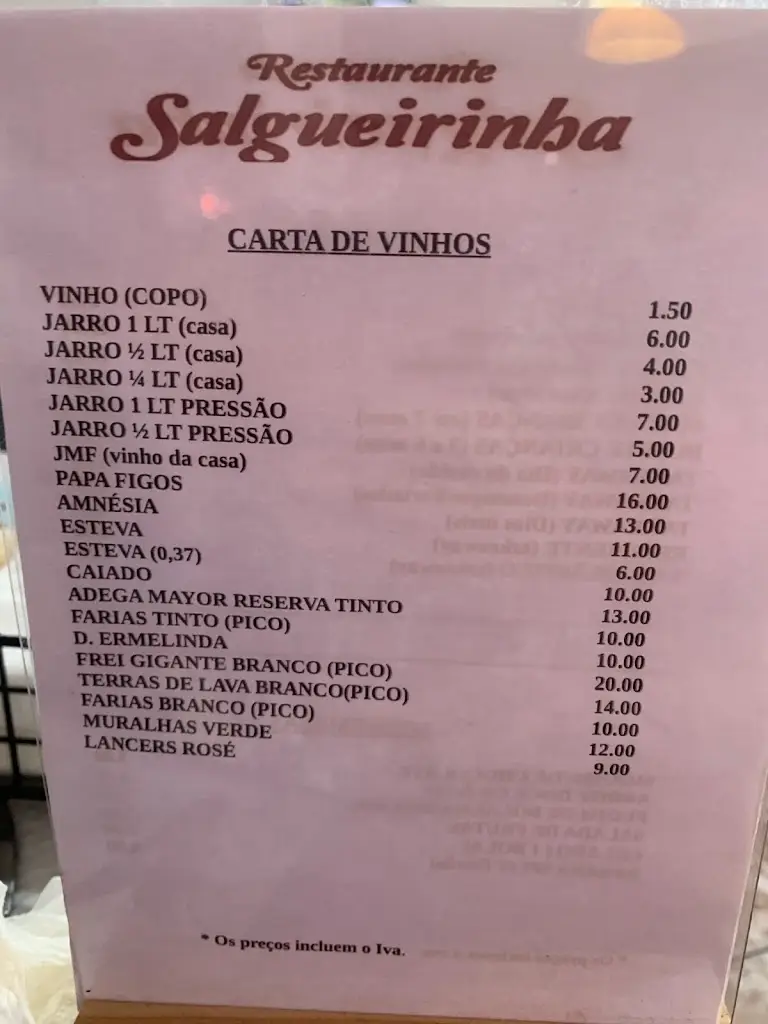 Restaurante
Salgueirinha
CARTA DE VINHOS
VINHO (COPO) 1.50
JARRO 1 LT (casa) 6.00
JARRO ½ LT (casa) 4.00
JARRO ¼ LT (casa) 3.00
JARRO 1 LT PRESSÃO 7.00
JARRO ½ LT PRESSÃO 5.00
JMF (vinho da casa) 7.00
PAPA FIGOS 16.00
AMNÉSIA 13.00
ESTEVA 11.00
ESTEVA (0,37) 6.00
CAIADO 10.00
ADEGA MAYOR RESERVA TINTO 13.00
FARIAS TINTO (PICO) 10.00
D. ERMELINDA 10.00
FREI GIGANTE BRANCO (PICO) 20.00
TERRAS DE LAVA BRANCO(PICO) 14.00
FARIAS BRANCO (PICO) 10.00
MURALHAS VERDE 12.00
LANCERS ROSÉ 9.00
* Os preços incluem o Iva.